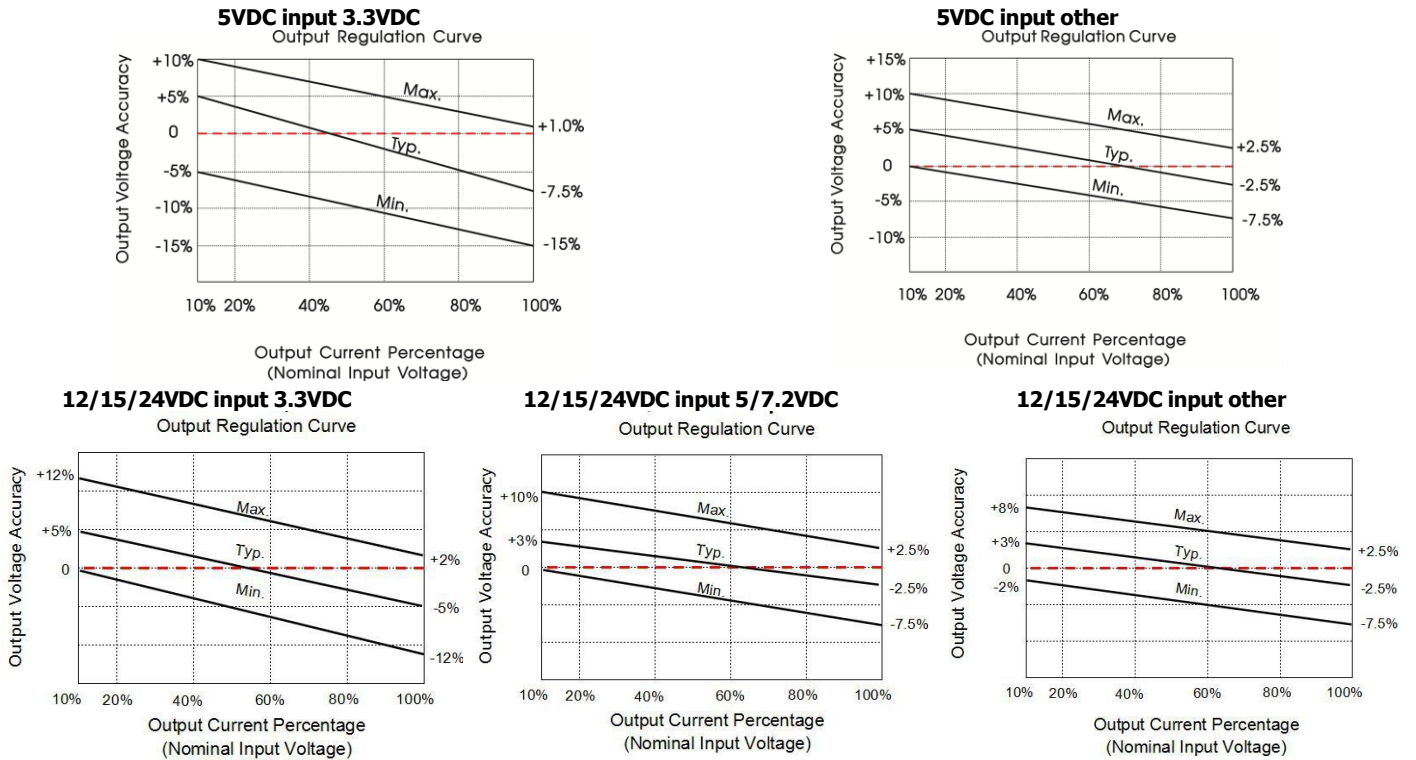 5VDC input 3.3VDC
Output Regulation Curve
Output Voltage Accuracy
+10%
+5%
0
-5%
-10%
-15%
Max.
Typ.
Min.
+1.0%
-7.5%
-15%
10% 20% 40% 60% 80% 100%
Output Current Percentage
(Nominal Input Voltage)
5VDC input other
Output Regulation Curve
Output Voltage Accuracy
+15%
+10%
+5%
0
-5%
-10%
Max.
Typ.
Min.
+2.5%
-2.5%
-7.5%
10% 20% 40% 60% 80% 100%
Output Current Percentage
(Nominal Input Voltage)
12/15/24VDC input 3.3VDC
Output Regulation Curve
Output Voltage Accuracy
+12%
+5%
0
Max.
Typ.
Min.
+2%
-5%
-12%
10% 20% 40% 60% 80% 100%
Output Current Percentage
(Nominal Input Voltage)
12/15/24VDC input 5/7.2VDC
Output Regulation Curve
Output Voltage Accuracy
+10%
+3%
0
Max.
Typ.
Min.
+2.5%
-2.5%
-7.5%
10% 20% 40% 60% 80% 100%
Output Current Percentage
(Nominal Input Voltage)
12/15/24VDC input other
Output Regulation Curve
Output Voltage Accuracy
+8%
+3%
0
-2%
Max.
Typ.
Min.
+2.5%
-2.5%
-7.5%
10% 20% 40% 60% 80% 100%
Output Current Percentage
(Nominal Input Voltage)